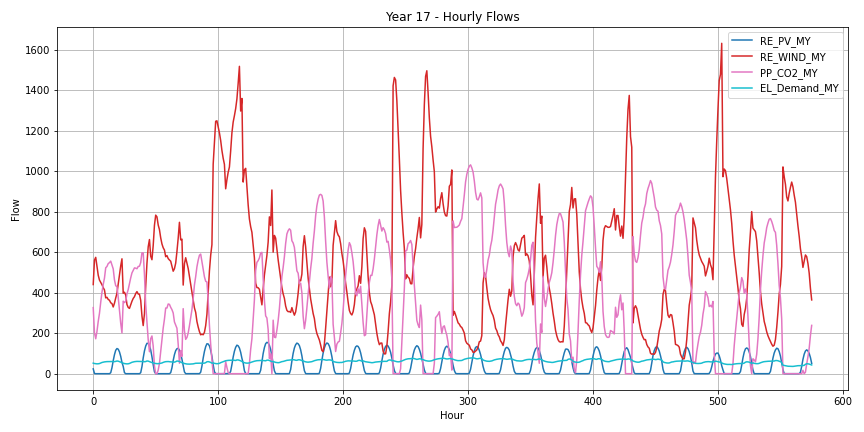 Year 17 - Hourly Flows
RE_PV_MY
RE_WIND_MY
PP_CO2_MY
EL_Demand_MY
Flow
1600
1400
1200
1000
800
600
400
200
0
0 100 200 300 400 500 600
Hour